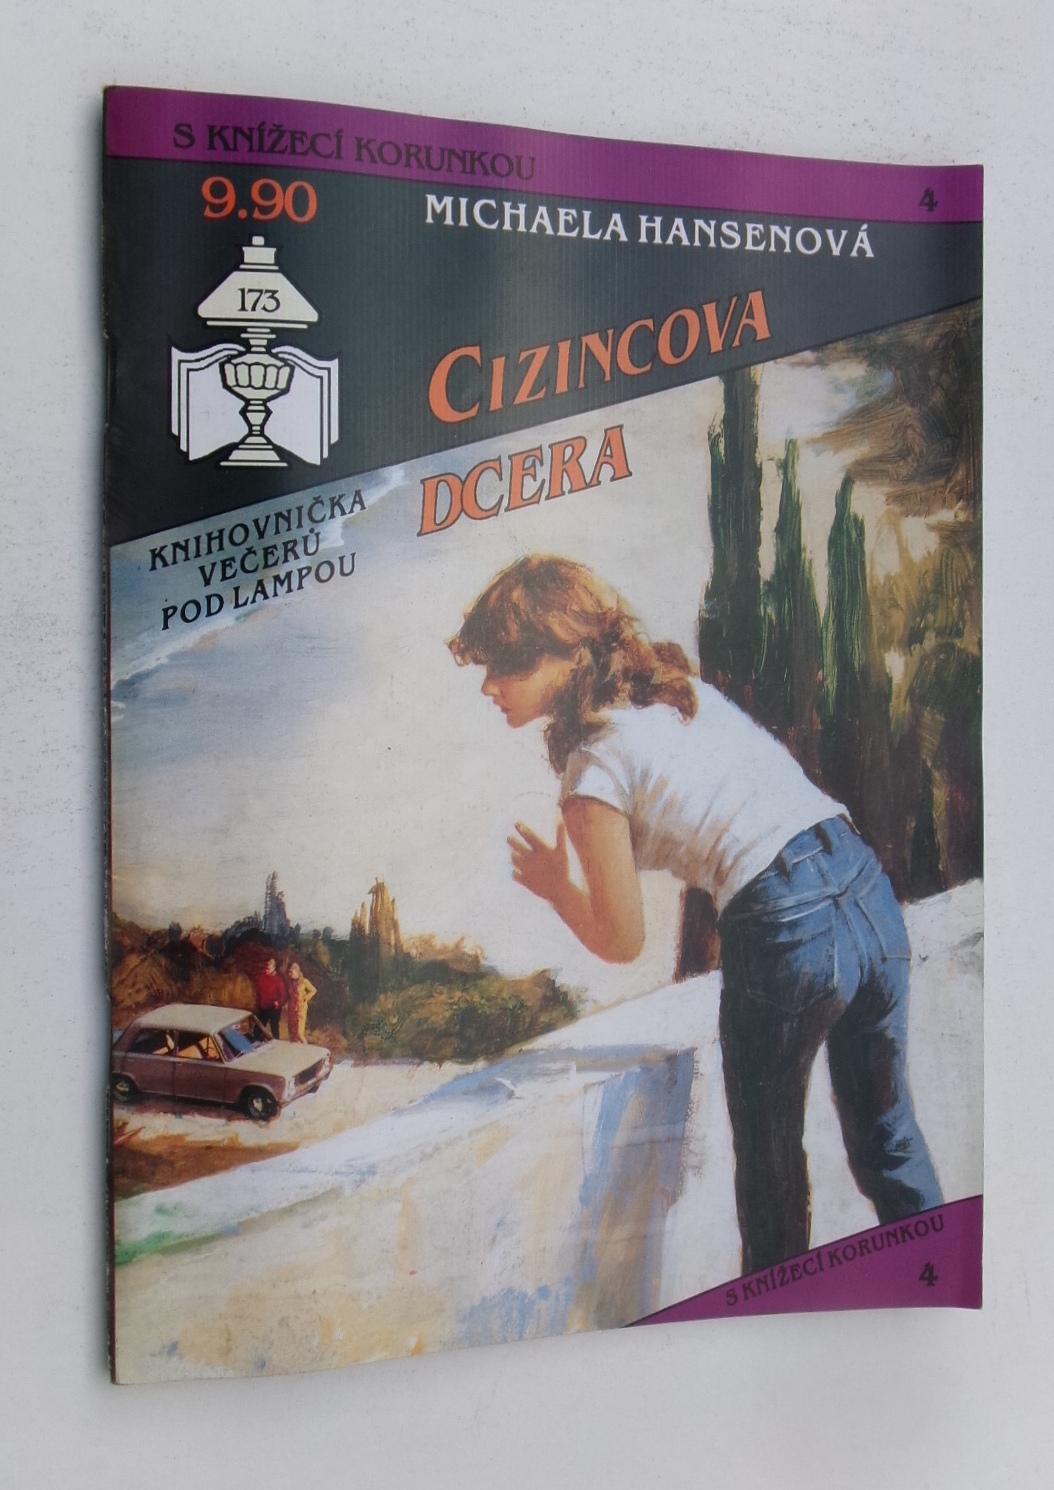 S KNÍŽECÍ KORUNKOU
4
9.90
MICHAELA HANSENOVÁ
173
CIZINCOVA
DCERA
KNIHOVNIČKA
VEČERŮ
POD LAMPOU
S KNÍŽECÍ KORUNKOU
4